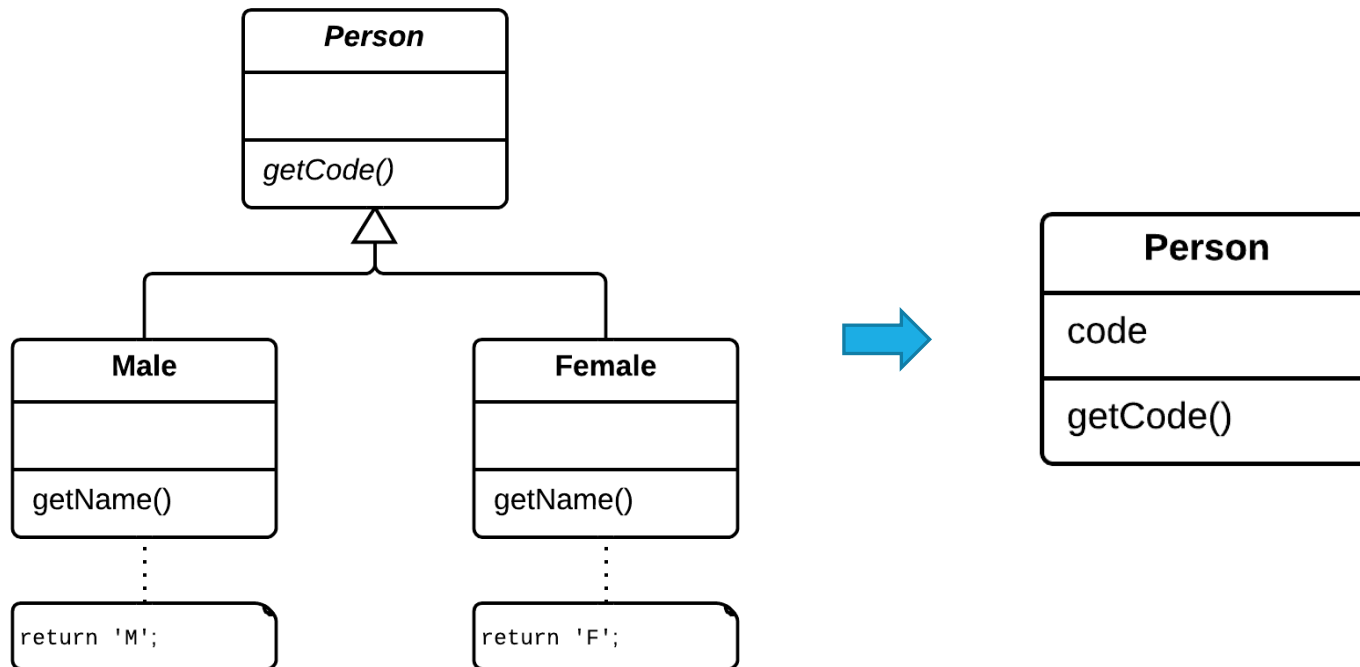 Person
getCode()
Male
getName()
return 'M';
Female
getName()
return 'F';
Person
code
getCode()